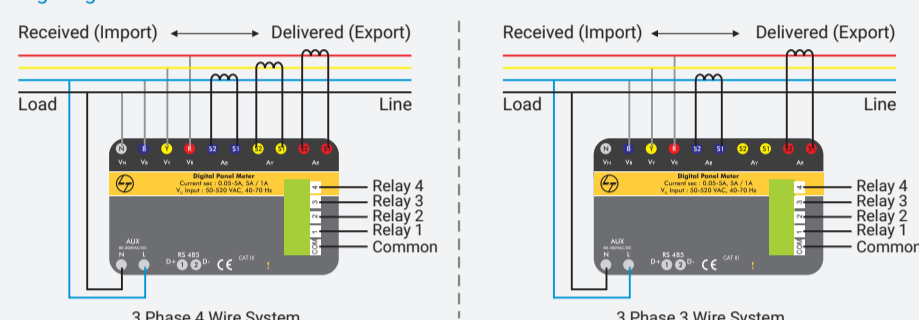 Received (Import)
Delivered (Export)
Load
Line
N B Y R S2 S1 S2 S1 S2 S1
VN VB VY VR AB AY AR
Digital Panel Meter
Current sec : 0.05-5A, 5A / 1A
Input : 50-520 VAC, 40-70 Hz
4
3
2
1
COM
Relay 4
Relay 3
Relay 2
Relay 1
Common
AUX
80-300VAC/DC
N L
RS 485
D+ 1 2 D-
CE
CAT III
!
3 Phase 4 Wire System
Received (Import)
Delivered (Export)
Load
Line
N B Y R S2 S1 S2 S1 S2 S1
VN VB VY VR AB AY AR
Digital Panel Meter
Current sec : 0.05-5A, 5A / 1A
Input : 50-520 VAC, 40-70 Hz
4
3
2
1
COM
Relay 4
Relay 3
Relay 2
Relay 1
Common
AUX
80-300VAC/DC
N L
RS 485
D+ 1 2 D-
CE
CAT III
!
3 Phase 3 Wire System